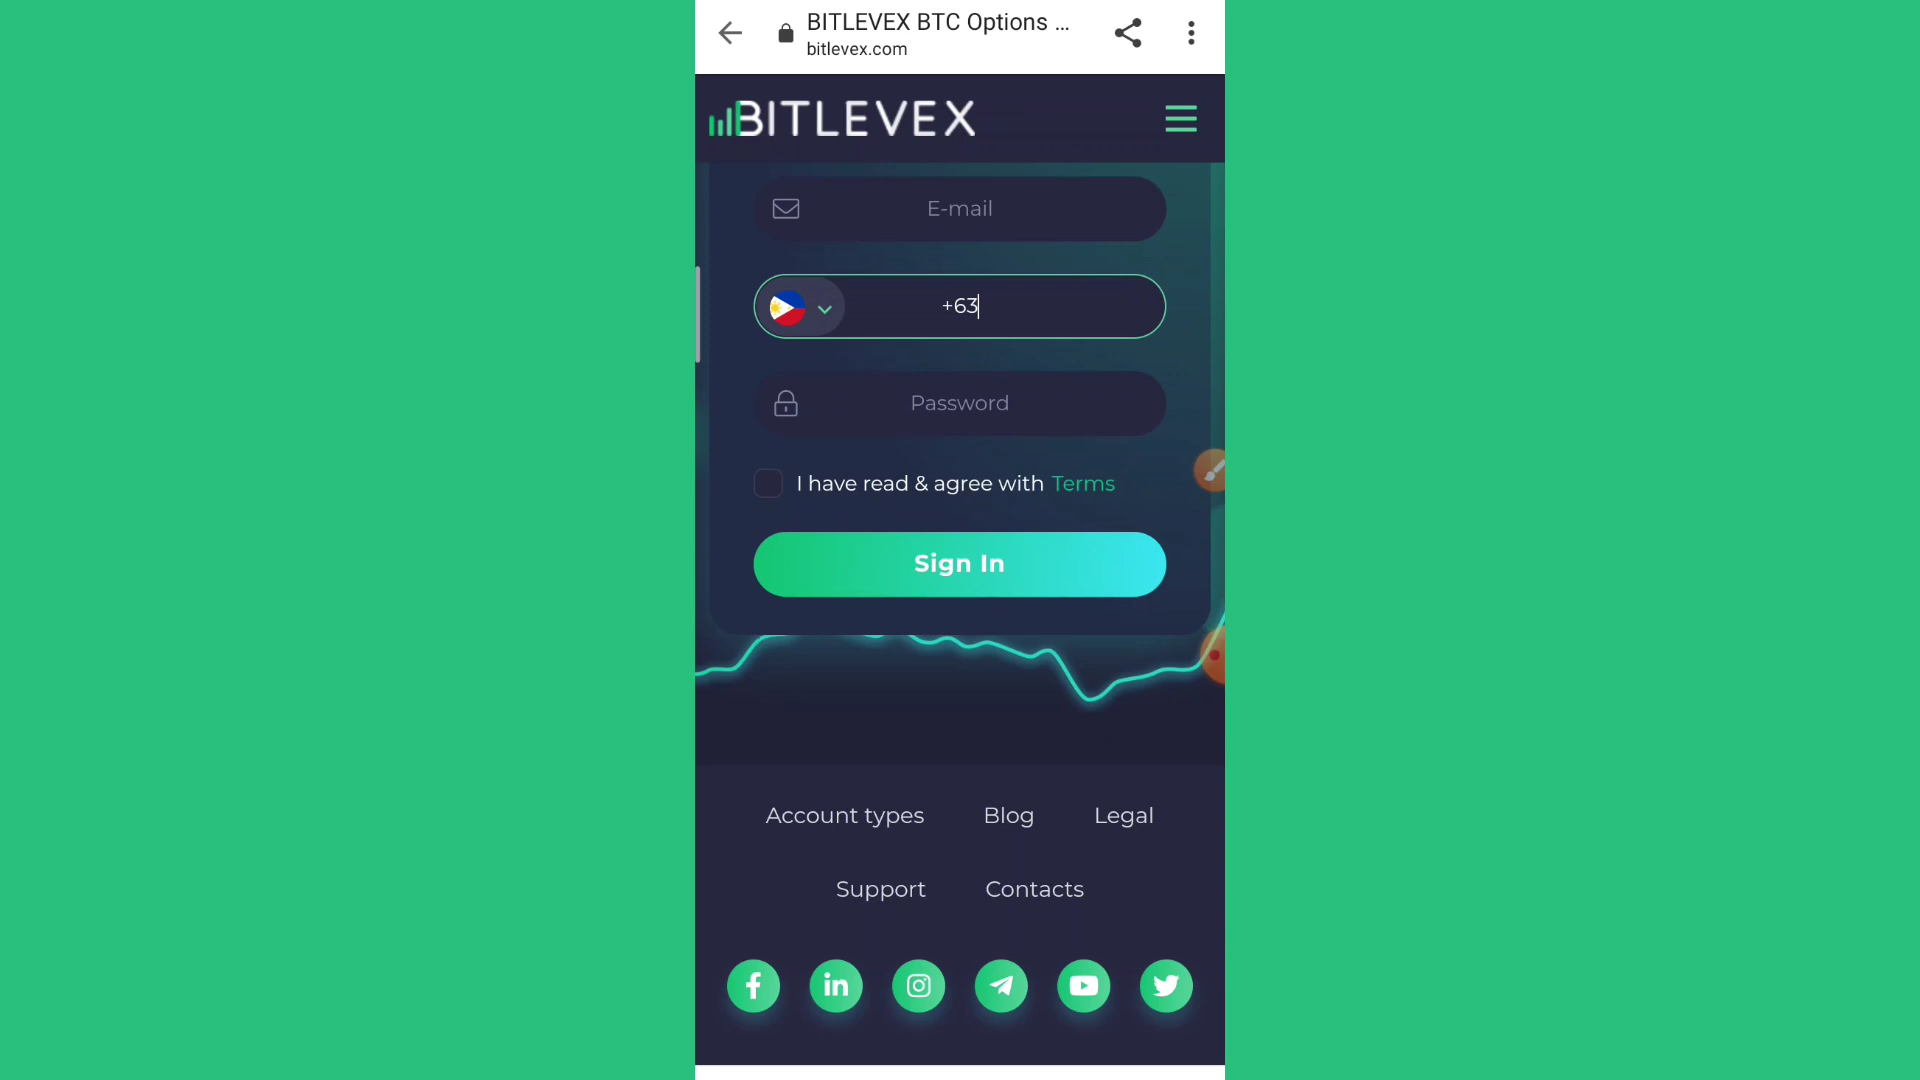 BITLEVEX BTC Options ...
bitlevex.com
BITLEVEX
E-mail
+63
Password
I have read & agree with Terms
Sign In
Account types Blog Legal
Support Contacts